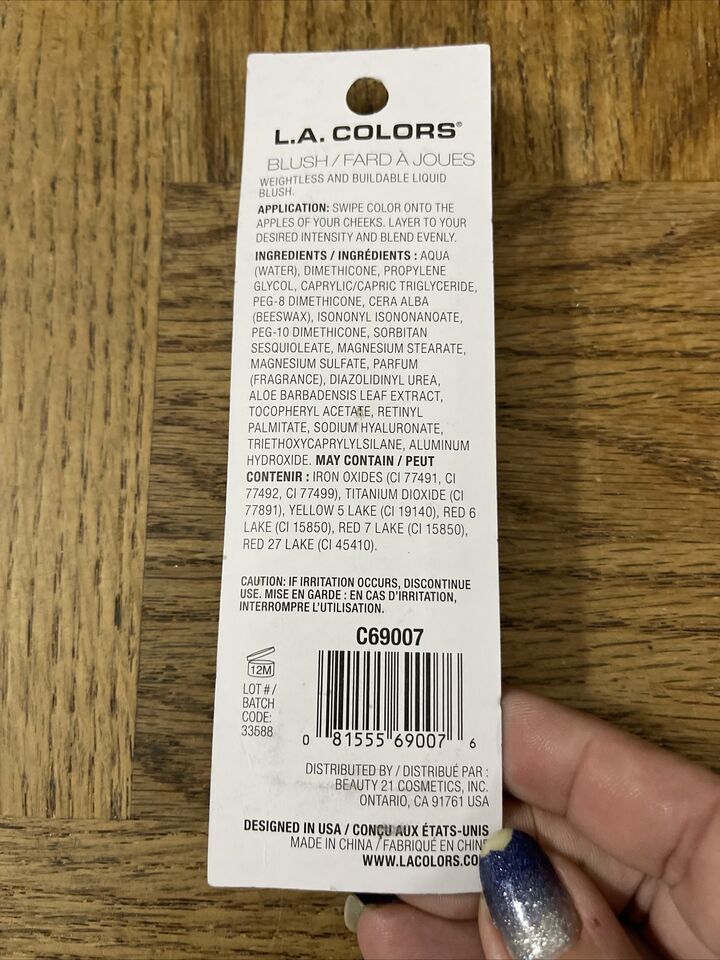 L.A. COLORS®
BLUSH / FARD À JOUES
WEIGHTLESS AND BUILDABLE LIQUID
BLUSH.
APPLICATION: SWIPE COLOR ONTO THE
APPLES OF YOUR CHEEKS. LAYER TO YOUR
DESIRED INTENSITY AND BLEND EVENLY.
INGREDIENTS / INGRÉDIENTS : AQUA
(WATER), DIMETHICONE, PROPYLENE
GLYCOL, CAPRYLIC/CAPRIC TRIGLYCERIDE,
PEG-8 DIMETHICONE, CERA ALBA
(BEESWAX), ISONONYL ISONONANOATE,
PEG-10 DIMETHICONE, SORBITAN
SESQUIOLEATE, MAGNESIUM STEARATE,
MAGNESIUM SULFATE, PARFUM
(FRAGRANCE), DIAZOLIDINYL UREA,
ALOE BARBADENSIS LEAF EXTRACT,
TOCOPHERYL ACETATE, RETINYL
PALMITATE, SODIUM HYALURONATE,
TRIETHOXYCAPRYLYLSILANE, ALUMINUM
HYDROXIDE. MAY CONTAIN / PEUT
CONTENIR : IRON OXIDES (CI 77491, CI
77492, CI 77499), TITANIUM DIOXIDE (CI
77891), YELLOW 5 LAKE (CI 19140), RED 6
LAKE (CI 15850), RED 7 LAKE (CI 15850),
RED 27 LAKE (CI 45410).
CAUTION: IF IRRITATION OCCURS, DISCONTINUE
USE. MISE EN GARDE : EN CAS D'IRRITATION,
INTERROMPRE L'UTILISATION.
C69007
12M
LOT # /
BATCH
CODE:
33588
0 81555 69007 6
DISTRIBUTED BY / DISTRIBUÉ PAR :
BEAUTY 21 COSMETICS, INC.
ONTARIO, CA 91761 USA
DESIGNED IN USA / CONÇU AUX ÉTATS-UNIS
MADE IN CHINA / FABRIQUÉ EN CHINE
WWW.LACOLORS.CO